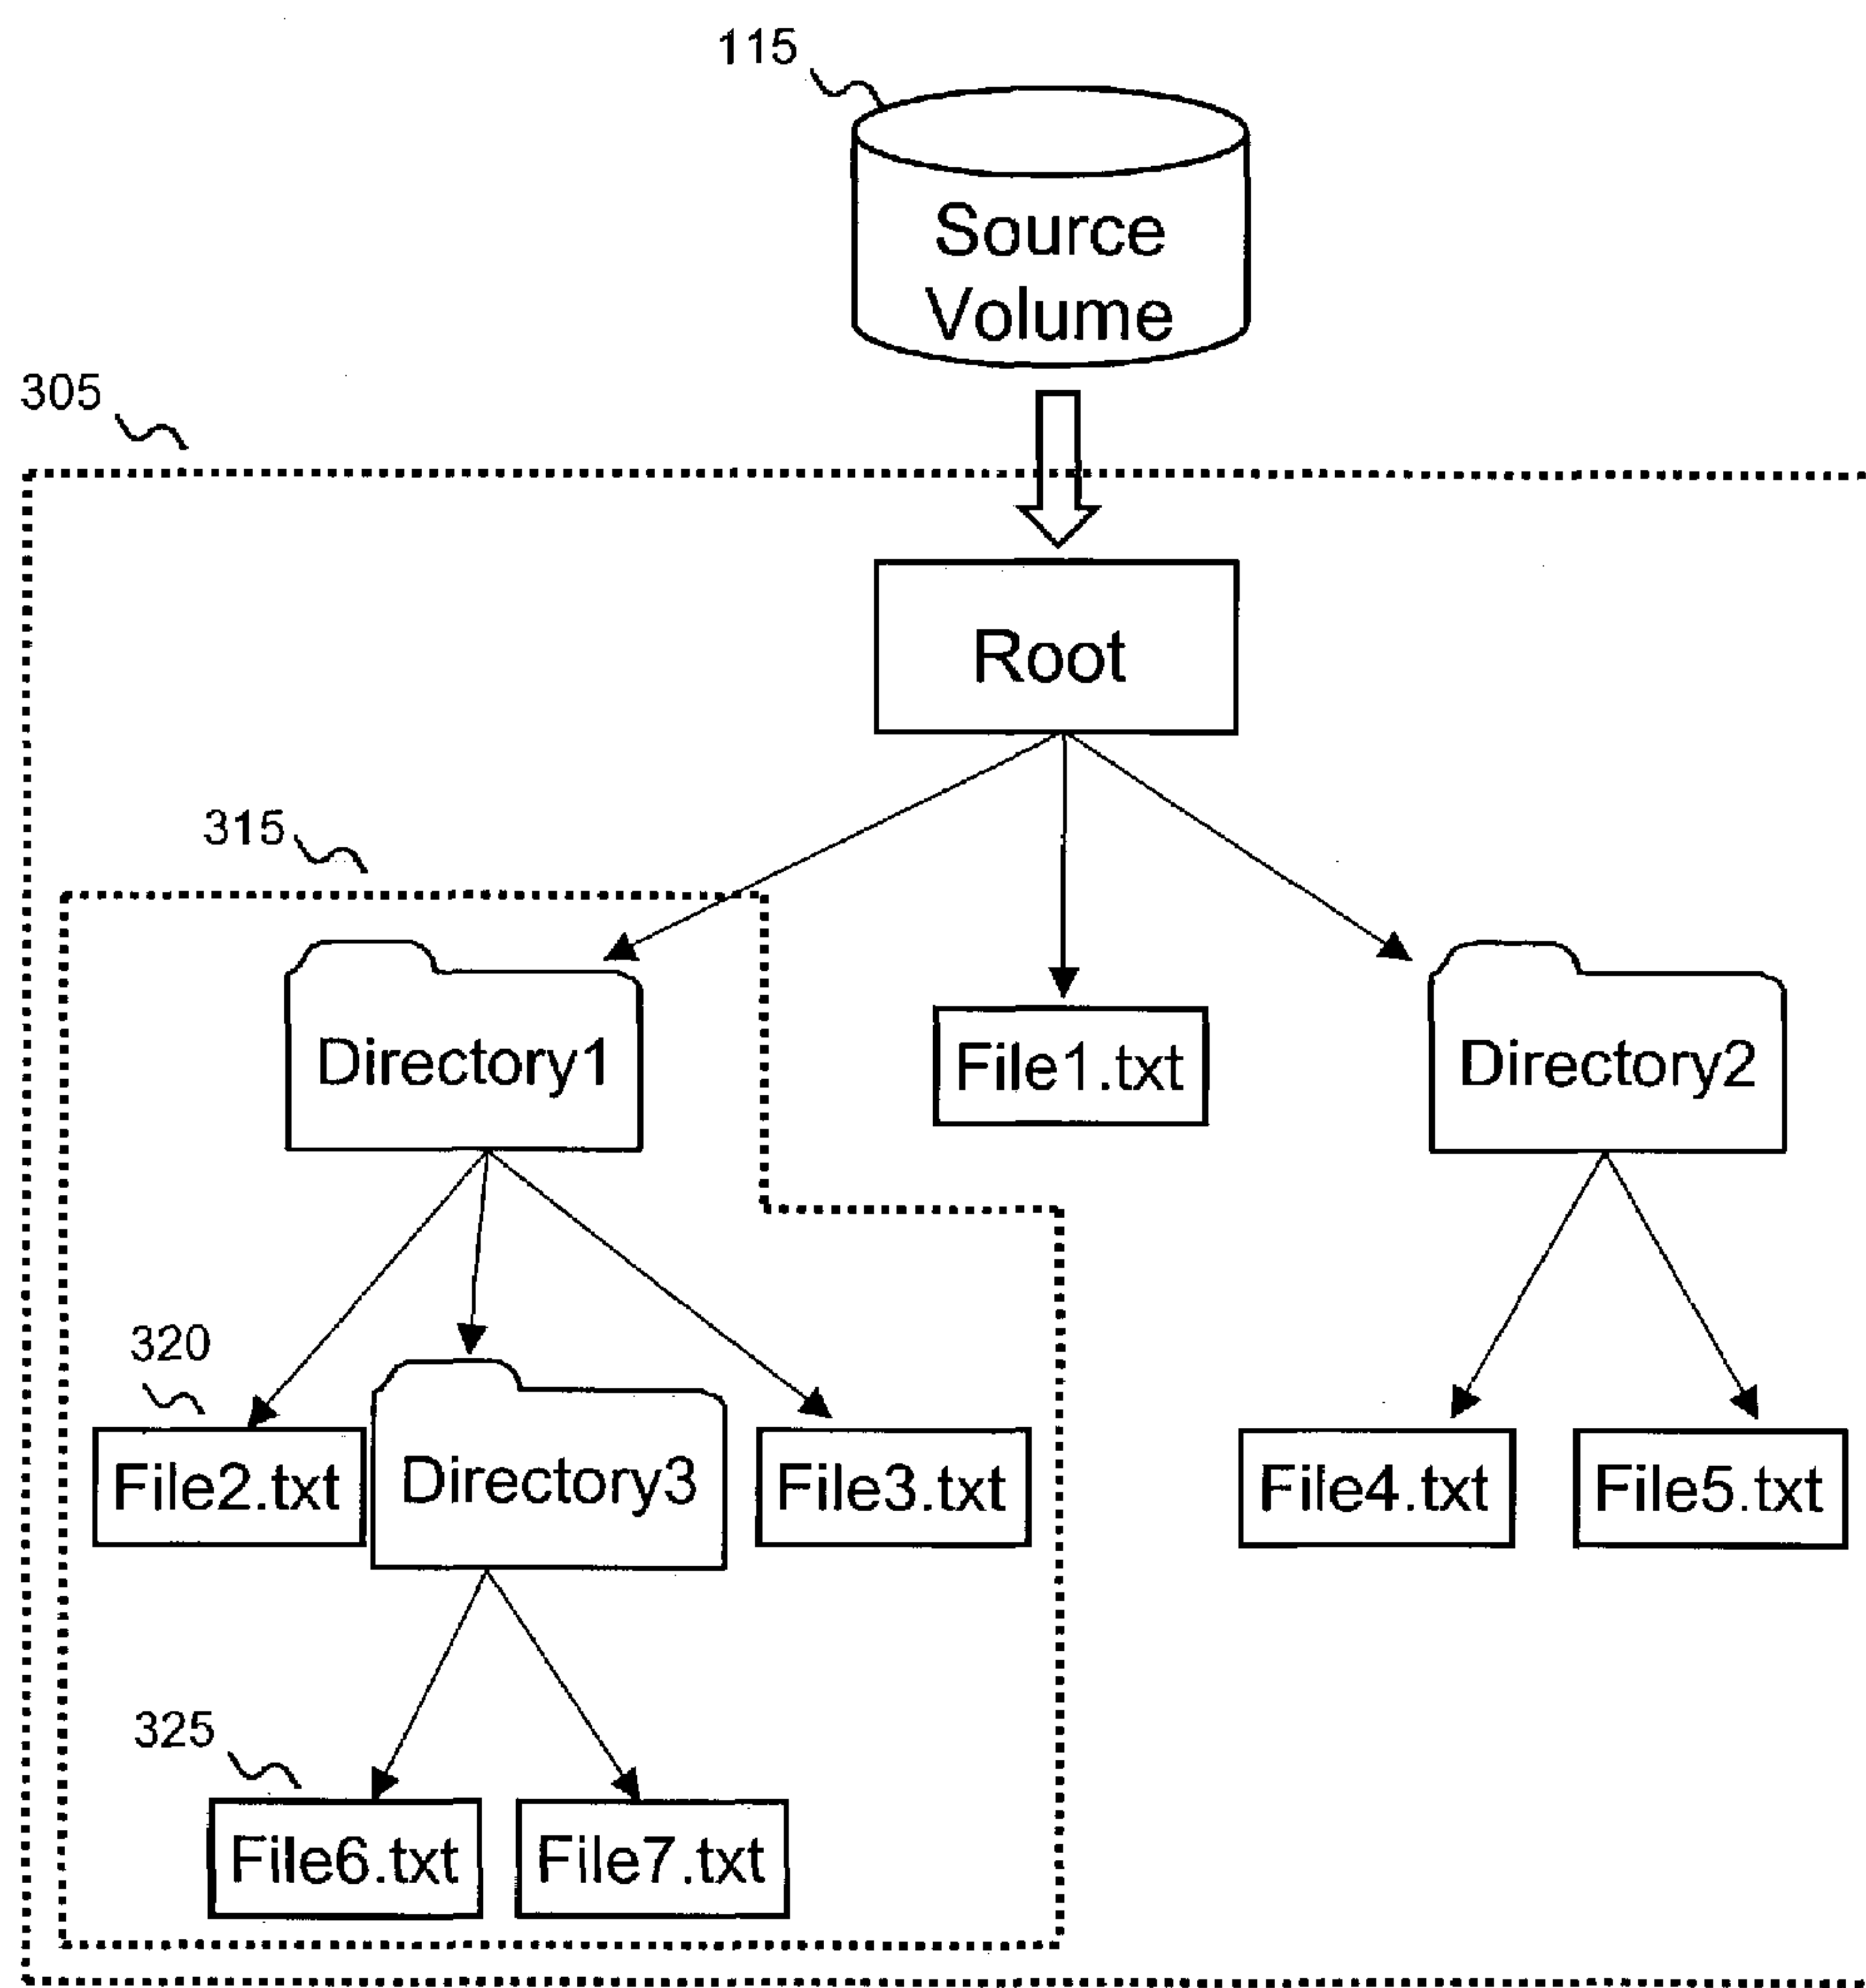 115
Source
Volume
305
Root
315
Directory1
File1.txt
Directory2
320
File2.txt
Directory3
File3.txt
File4.txt
File5.txt
325
File6.txt
File7.txt